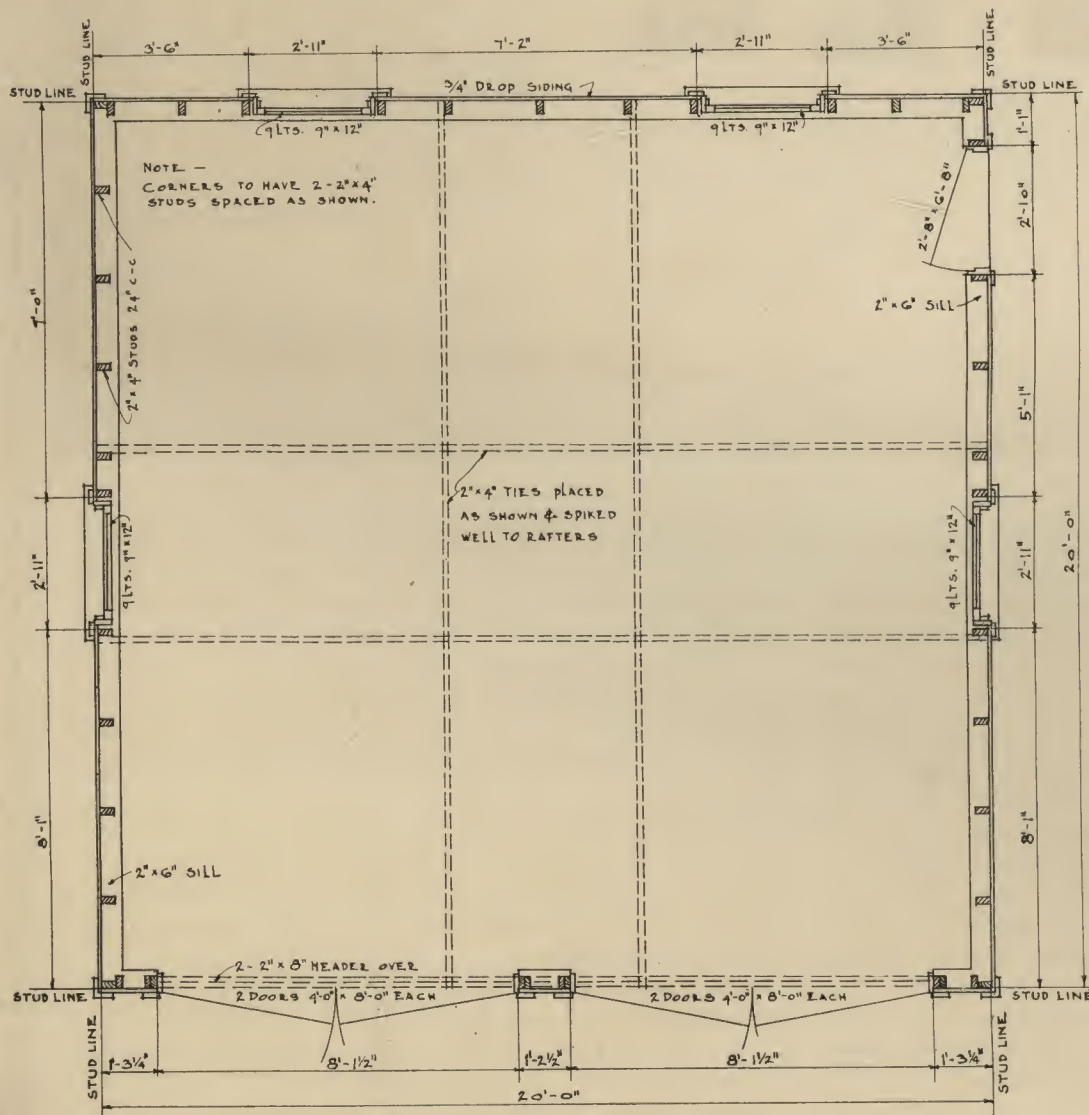 STUD LINE
STUD LINE
3'-6"
2'-11"
7'-2"
2'-11"
3'-6"
STUD LINE
3/4" DROP SIDING
STUD LINE
9 LTS. 9" x 12"
9 LTS. 9" x 12"
1'-1"
NOTE –
CORNERS TO HAVE 2-2" x 4"
STUDS SPACED AS SHOWN.
2'-8" x 6'-8"
2'-10"
9'-0"
2" x 4" STUDS 24" C-C
2" x 6" SILL
5'-1"
20'-0"
2" x 4" TIES PLACED
AS SHOWN & SPIKED
WELL TO RAFTERS
2'-11"
9 LTS. 9" x 12"
9 LTS. 9" x 12"
2'-11"
8'-1"
8'-1"
2" x 6" SILL
2-2" x 8" HEADER OVER
STUD LINE
2 DOORS 4'-0" x 8'-0" EACH
2 DOORS 4'-0" x 8'-0" EACH
STUD LINE
STUD LINE
1'-3 1/4"
8'-1 1/2"
1'-2 1/2"
8'-1 1/2"
1'-3 1/4"
STUD LINE
20'-0"